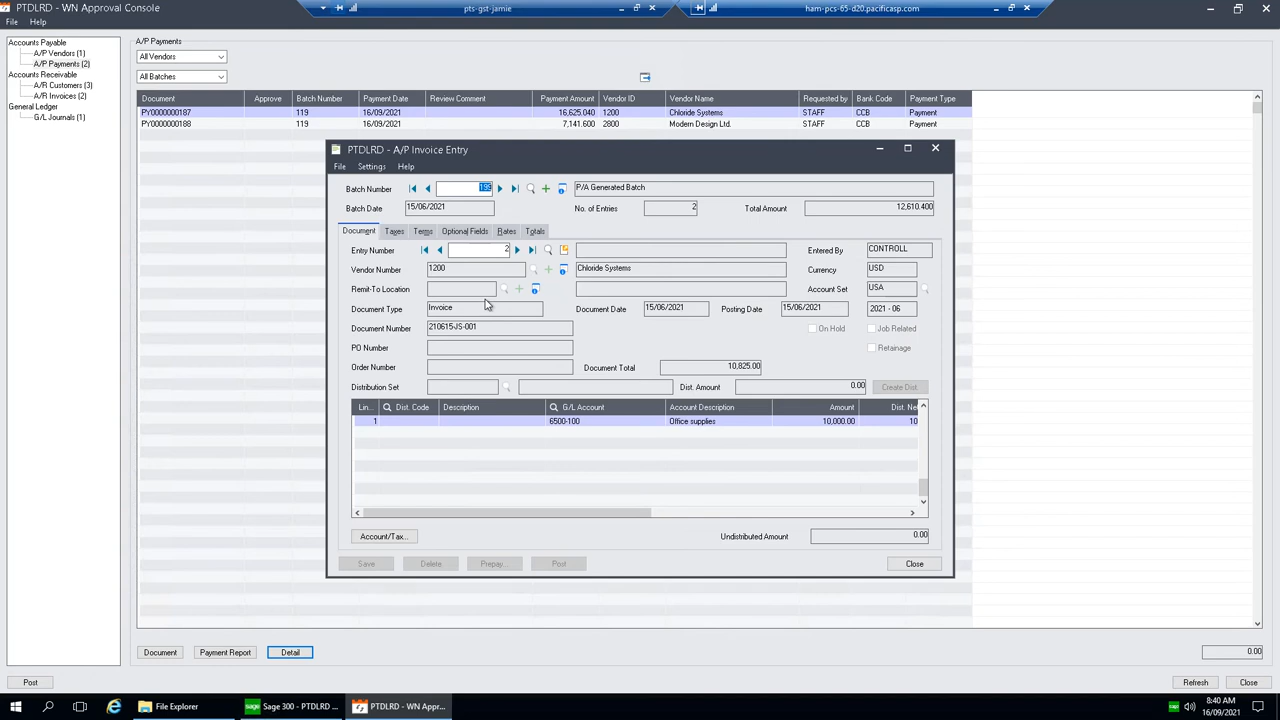 PTDLRD - WN Approval Console
pts-gst-jamie
ham-pcs-65-d20.pacificasp.com
File Help
Accounts Payable
A/P Vendors (1)
A/P Payments (2)
Accounts Receivable
A/R Customers (3)
A/R Invoices (2)
General Ledger
G/L Journals (1)
A/P Payments
All Vendors
All Batches
Document Approve Batch Number Payment Date Review Comment Payment Amount Vendor ID Vendor Name Requested by Bank Code Payment Type
PY0000000187 119 16/09/2021 16,625.040 1200 Chloride Systems STAFF CCB Payment
PY0000000188 119 16/09/2021 7,141.600 2800 Modern Design Ltd. STAFF CCB Payment
PTDLRD - A/P Invoice Entry
File Settings Help
Batch Number 195 P/A Generated Batch
Batch Date 15/06/2021 No. of Entries 2 Total Amount 12,610.400
Document Taxes Terms Optional Fields Rates Totals
Entry Number 2 Entered By CONTROLL
Vendor Number 1200 Chloride Systems Currency USD
Remit-To Location Account Set USA
Document Type Invoice Document Date 15/06/2021 Posting Date 15/06/2021 2021 - 06
Document Number 210615-JS-001 On Hold Job Related
PO Number Retainage
Order Number Document Total 10,825.00
Distribution Set Dist. Amount 0.00 Create Dist.
Lin... Dist. Code Description G/L Account Account Description Amount Dist. Ne
1 6500-100 Office supplies 10,000.00 10
Account/Tax... Undistributed Amount 0.00
Save Delete Prepay... Post Close
Document Payment Report Detail 0.00
Post Refresh Close
File Explorer Sage 300 - PTDLRD ... PTDLRD - WN Appr...
8:40 AM
16/09/2021